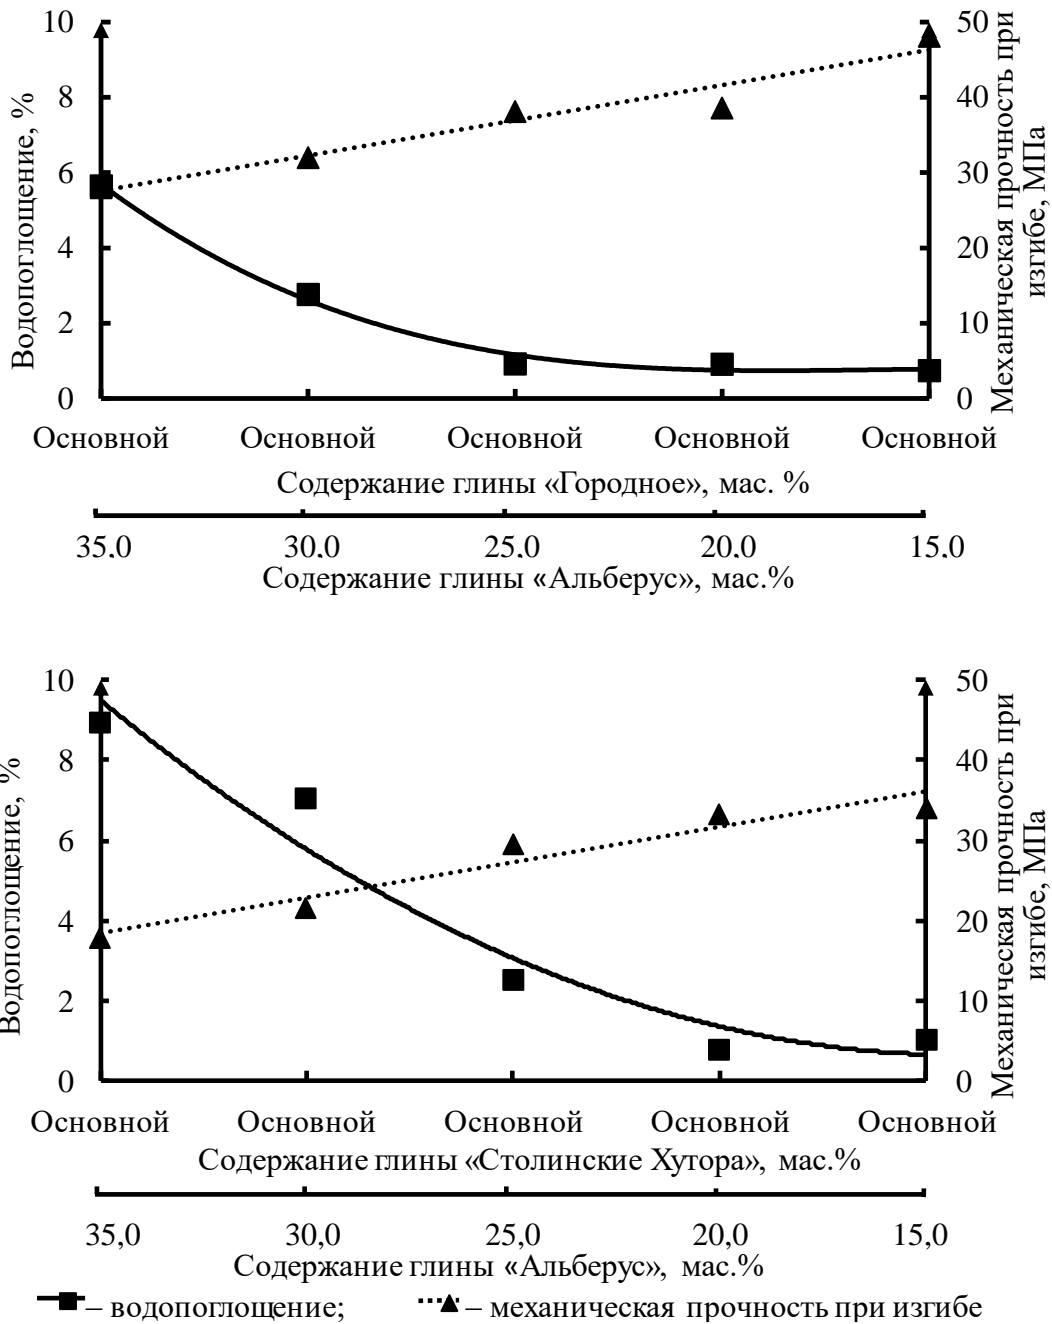 10
8
6
4
2
0
Водопоглощение, %
50
40
30
20
10
0
Механическая прочность при
изгибе, МПа
Основной Основной Основной Основной Основной
Содержание глины «Городное», мас. %
35,0 30,0 25,0 20,0 15,0
Содержание глины «Альберус», мас.%
10
8
6
4
2
0
Водопоглощение, %
50
40
30
20
10
0
Механическая прочность при
изгибе, МПа
Основной Основной Основной Основной Основной
Содержание глины «Столинские Хутора», мас.%
35,0 30,0 25,0 20,0 15,0
Содержание глины «Альберус», мас.%
– водопоглощение; – механическая прочность при изгибе